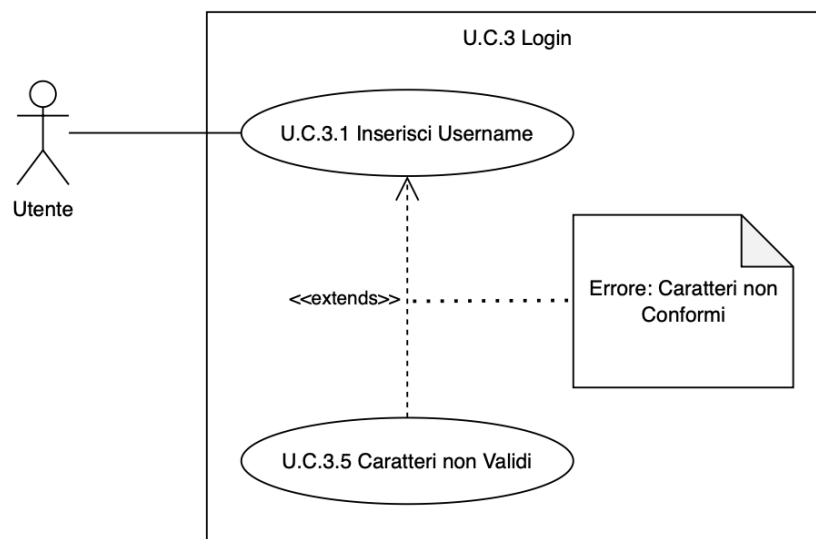 U.C.3 Login
U.C.3.1 Inserisci Username
Utente
<<extends>>
Errore: Caratteri non
Conformi
U.C.3.5 Caratteri non Validi